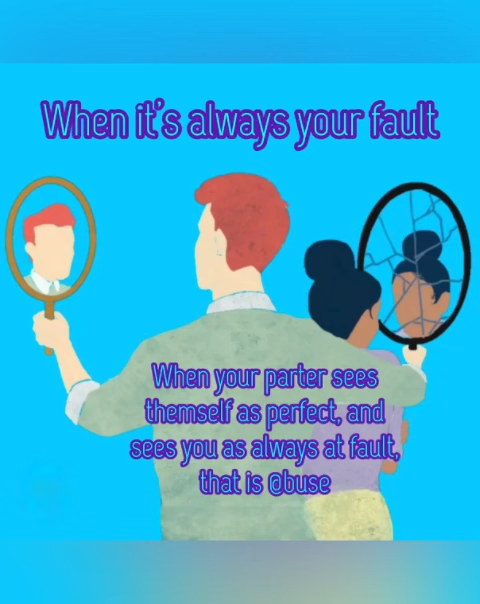 When it's always your fault
When your parter sees
themself as perfect, and
sees you as always at fault,
that is @buse